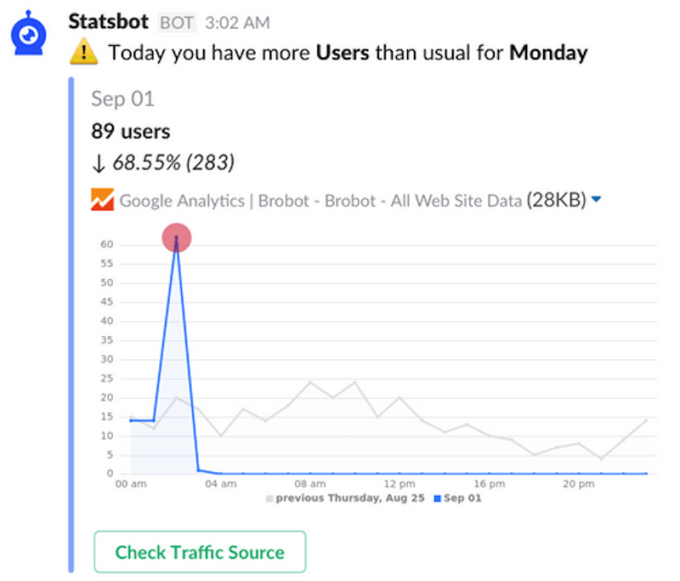 Statsbot BOT 3:02 AM
Today you have more Users than usual for Monday
Sep 01
89 users
↓ 68.55% (283)
Google Analytics | Brobot - Brobot - All Web Site Data (28KB)
60
55
50
45
40
35
30
25
20
15
10
5
0
00 am 04 am 08 am 12 pm 16 pm 20 pm
previous Thursday, Aug 25 Sep 01
Check Traffic Source